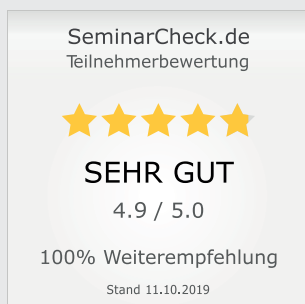 SeminarCheck.de
Teilnehmerbewertung
SEHR GUT
4.9 / 5.0
100% Weiterempfehlung
Stand 11.10.2019